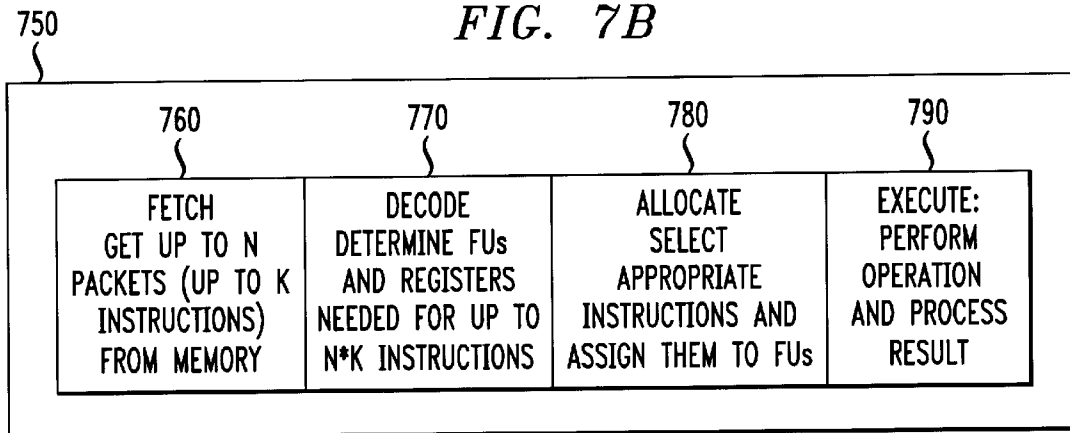 FIG. 7B
750
760
770
780
790
FETCH
GET UP TO N
PACKETS (UP TO K
INSTRUCTIONS)
FROM MEMORY
DECODE
DETERMINE FUs
AND REGISTERS
NEEDED FOR UP TO
N*K INSTRUCTIONS
ALLOCATE
SELECT
APPROPRIATE
INSTRUCTIONS AND
ASSIGN THEM TO FUs
EXECUTE:
PERFORM
OPERATION
AND PROCESS
RESULT